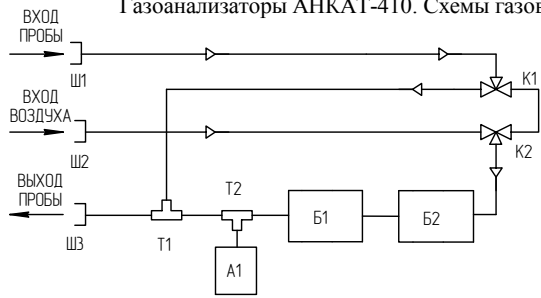 Газоанализаторы АНКАТ-410. Схемы газов
ВХОД
ПРОБЫ
Ш1
К1
ВХОД
ВОЗДУХА
Ш2
К2
ВЫХОД
ПРОБЫ
Ш3
Т1
Т2
А1
Б1
Б2